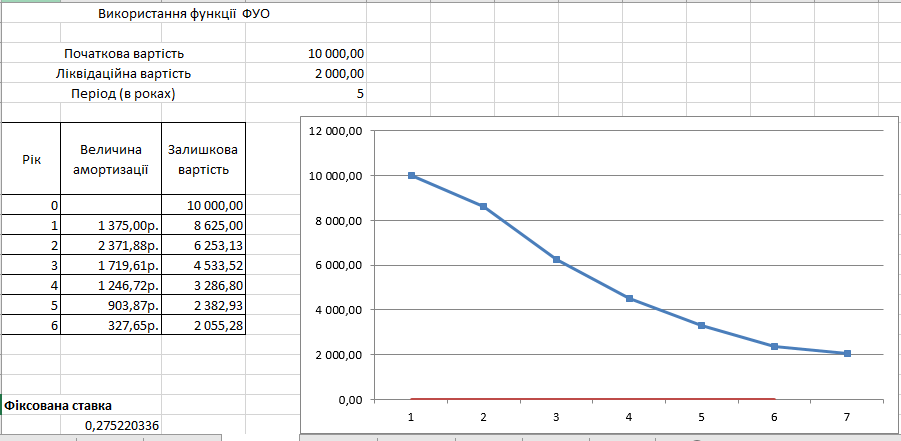 Використання функції ФУО
Початкова вартість 10 000,00
Ліквідаційна вартість 2 000,00
Період (в роках) 5
Рік Величина амортизації Залишкова вартість
0 10 000,00
1 1 375,00р. 8 625,00
2 2 371,88р. 6 253,13
3 1 719,61р. 4 533,52
4 1 246,72р. 3 286,80
5 903,87р. 2 382,93
6 327,65р. 2 055,28
Фіксована ставка
0,275220336
12 000,00
10 000,00
8 000,00
6 000,00
4 000,00
2 000,00
0,00
1 2 3 4 5 6 7